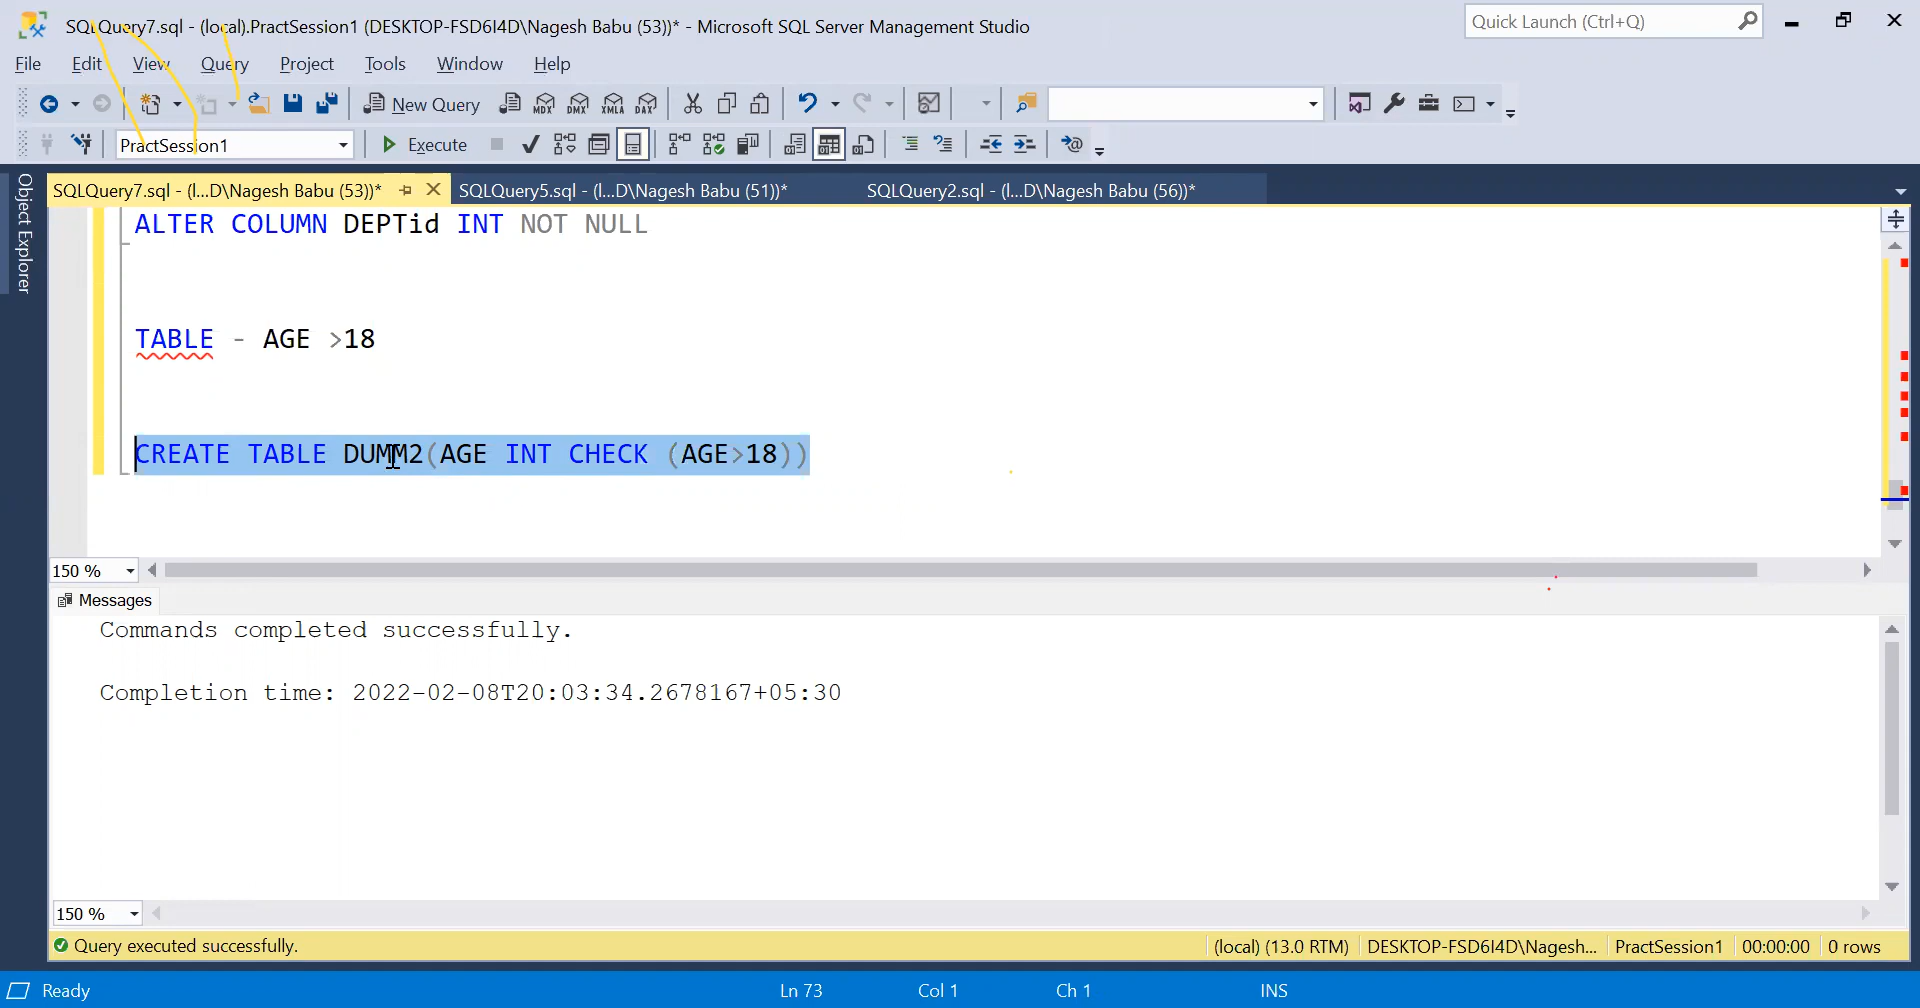 SQLQuery7.sql - (local).PractSession1 (DESKTOP-FSD6I4D\Nagesh Babu (53))* - Microsoft SQL Server Management Studio
Quick Launch (Ctrl+Q)
File Edit View Query Project Tools Window Help
New Query MDX DMX XMLA DAX
PractSession1 Execute
Object Explorer
SQLQuery7.sql - (l...D\Nagesh Babu (53))* SQLQuery5.sql - (l...D\Nagesh Babu (51))* SQLQuery2.sql - (l...D\Nagesh Babu (56))*
ALTER COLUMN DEPTid INT NOT NULL
TABLE - AGE >18
CREATE TABLE DUMM2(AGE INT CHECK (AGE>18))
150 %
Messages
Commands completed successfully.
Completion time: 2022-02-08T20:03:34.2678167+05:30
150 %
Query executed successfully. (local) (13.0 RTM) DESKTOP-FSD6I4D\Nagesh... PractSession1 00:00:00 0 rows
Ready Ln 73 Col 1 Ch 1 INS